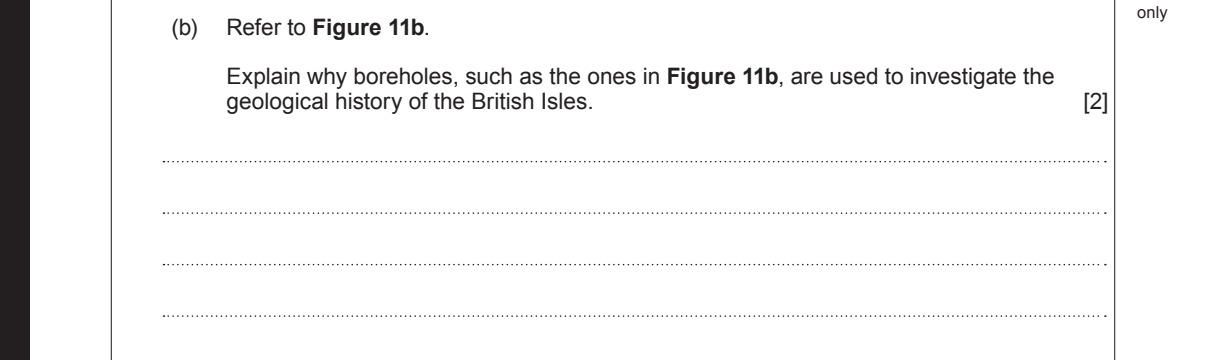 only
(b) Refer to Figure 11b.
Explain why boreholes, such as the ones in Figure 11b, are used to investigate the
geological history of the British Isles. [2]